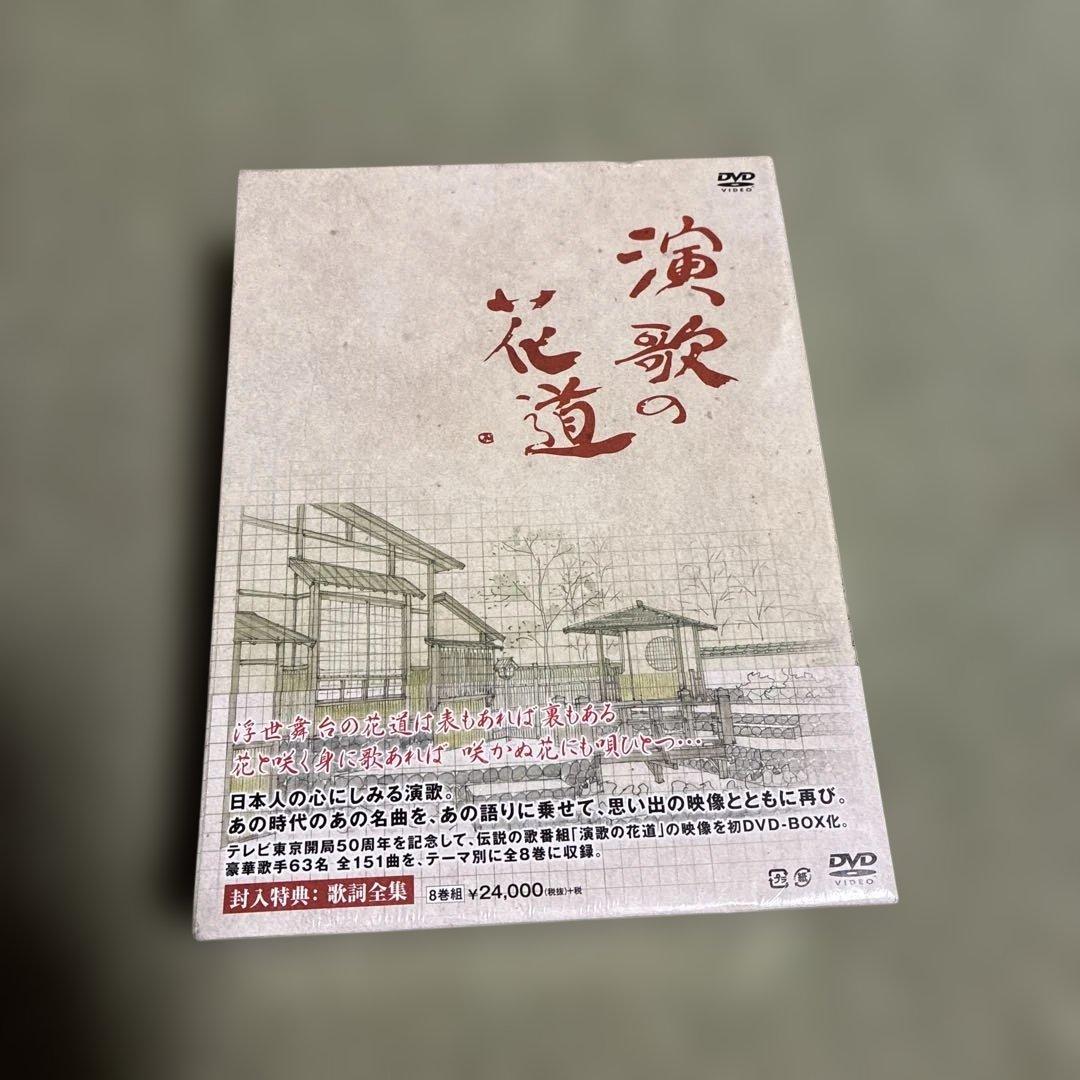 DVD
VIDEO
演歌の
花道
浮世舞台の花道は表もあれば裏もある
花と咲く身に歌あれば 咲かぬ花にも唄ひとつ…
日本人の心にしみる演歌。
あの時代のあの名曲を、あの語りに乗せて、思い出の映像とともに再び。
テレビ東京開局50周年を記念して、伝説の歌番組「演歌の花道」の映像を初DVD-BOX化。
豪華歌手63名 全151曲を、テーマ別に全8巻に収録。
封入特典：歌詞全集
8巻組 ¥24,000(税抜)+税
プラ
紙
DVD
VIDEO